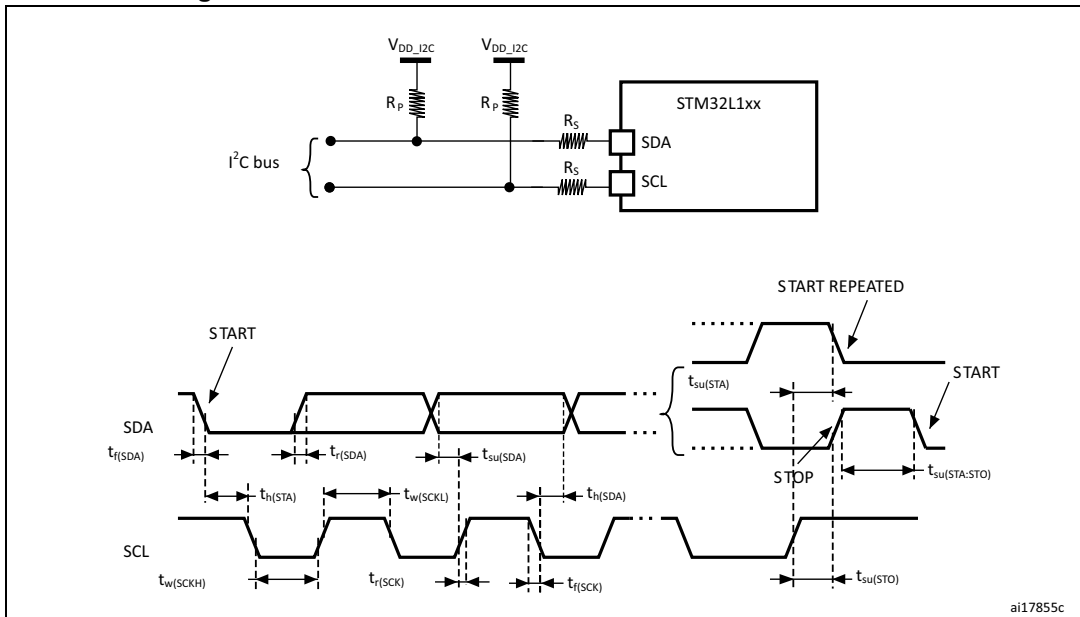 V_DD_I2C V_DD_I2C
R_P R_P
STM32L1xx
R_S
SDA
I²C bus
R_S
SCL
START REPEATED
START
t_su(STA)
START
SDA
t_f(SDA)
t_r(SDA)
t_su(SDA)
STOP
t_su(STA:STO)
t_h(STA)
t_w(SCKL)
t_h(SDA)
SCL
t_w(SCKH)
t_r(SCK)
t_f(SCK)
t_su(STO)
ai17855c